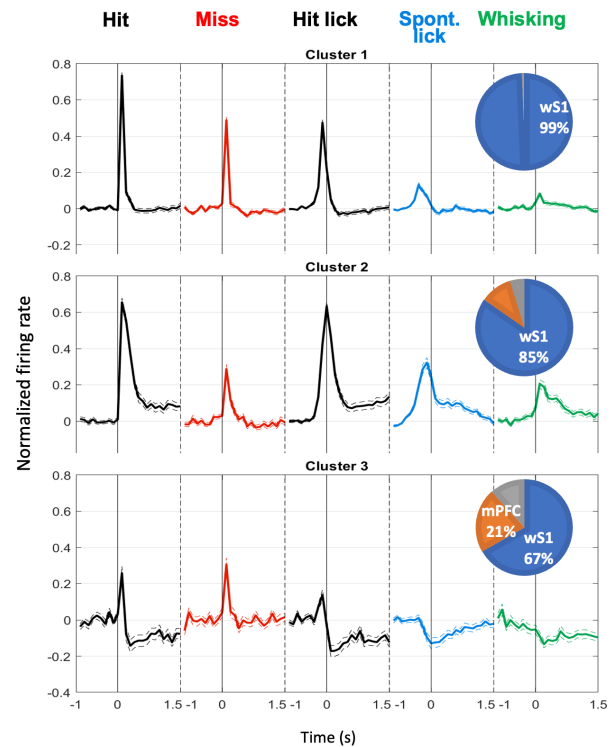 Hit Miss Hit lick Spont. lick Whisking
Cluster 1
0.8
0.6
0.4
0.2
0
-0.2
wS1
99%
Cluster 2
0.8
0.6
0.4
0.2
0
-0.2
wS1
85%
Cluster 3
0.8
0.6
0.4
0.2
0
-0.2
-0.4
mPFC
21%
wS1
67%
Normalized firing rate
-1 0 1.5 -1 0 1.5 -1 0 1.5 -1 0 1.5 -1 0 1.5
Time (s)